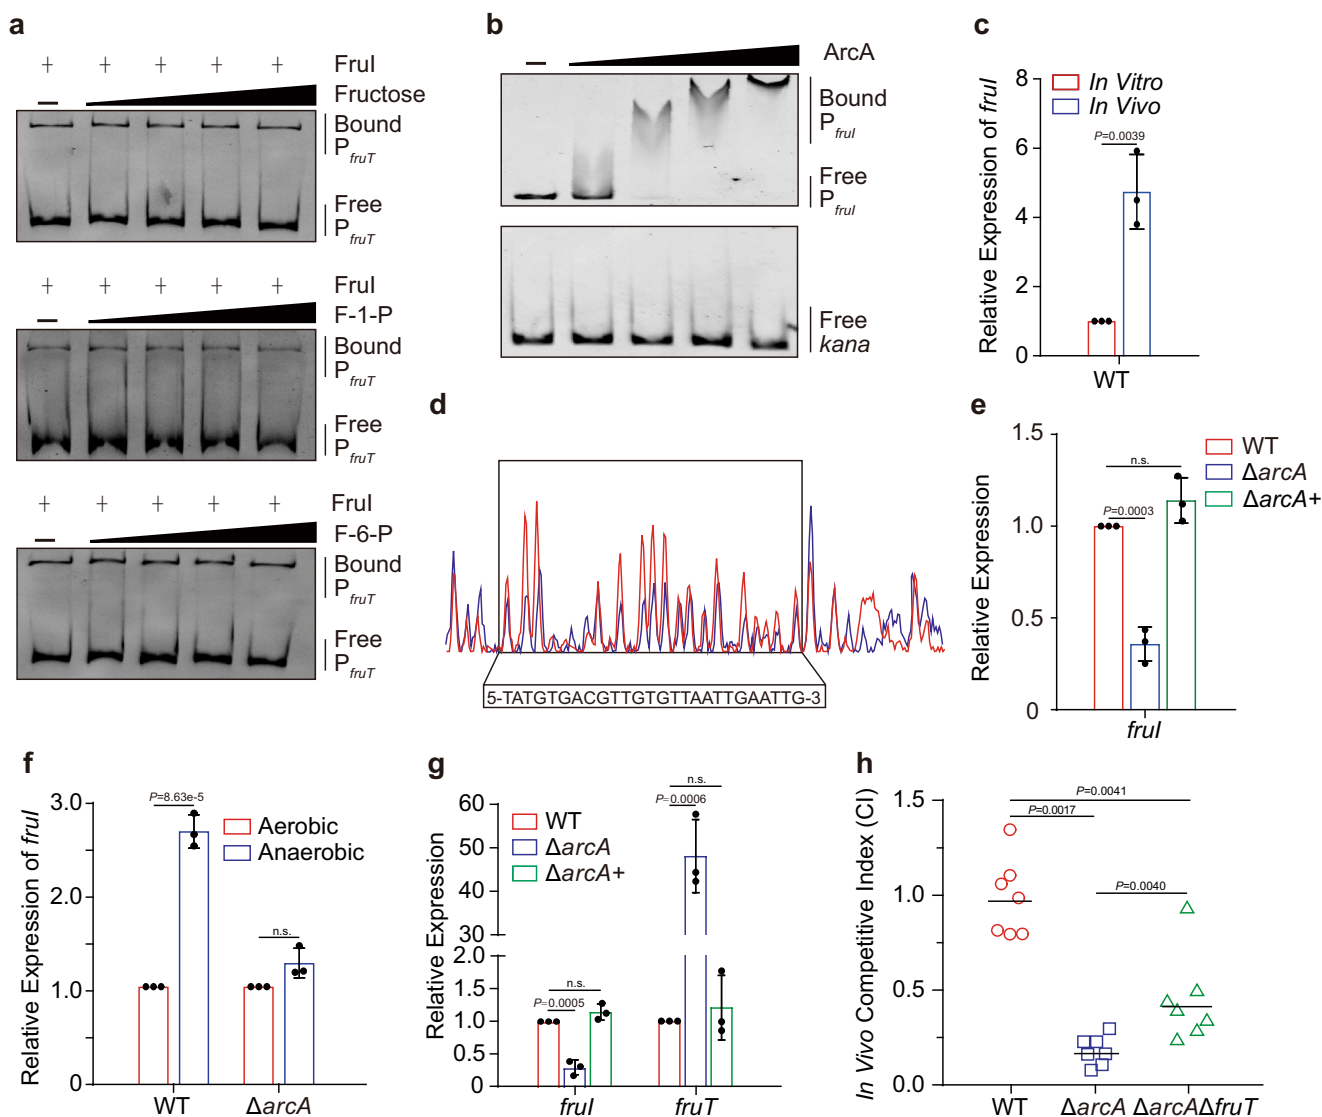 a
+ + + + +
FruI
Fructose
Bound
P fruT
Free
P fruT
+ + + + +
FruI
F-1-P
Bound
P fruT
Free
P fruT
+ + + + +
FruI
F-6-P
Bound
P fruT
Free
P fruT
b
ArcA
Bound
P fruI
Free
P fruI
Free
kana
c
Relative Expression of fruI
8
6
4
2
0
In Vitro
In Vivo
P=0.0039
WT
d
5-TATGTGACGTTGTGTTAATTGAATTG-3
e
Relative Expression
1.5
1.0
0.5
0
n.s.
P=0.0003
WT
ΔarcA
ΔarcA+
fruI
f
Relative Expression of fruI
3.0
2.0
1.0
0
P=8.63e-5
n.s.
Aerobic
Anaerobic
WT
ΔarcA
g
Relative Expression
60
50
40
30
2.0
1.5
1.0
0.5
0
WT
ΔarcA
ΔarcA+
n.s.
P=0.0005
n.s.
P=0.0006
fruI
fruT
h
In Vivo Competitive Index (CI)
1.5
1.0
0.5
0.0
P=0.0041
P=0.0017
P=0.0040
WT
ΔarcA
ΔarcAΔfruT